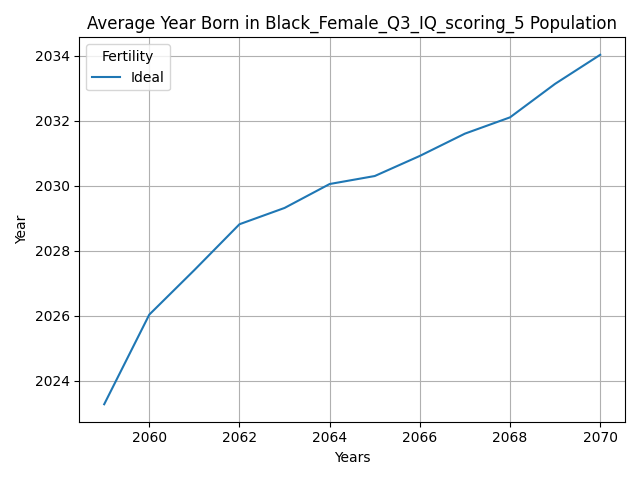 Average Year Born in Black_Female_Q3_IQ_scoring_5 Population
Fertility
Ideal
2034
2032
2030
2028
2026
2024
Year
2060 2062 2064 2066 2068 2070
Years